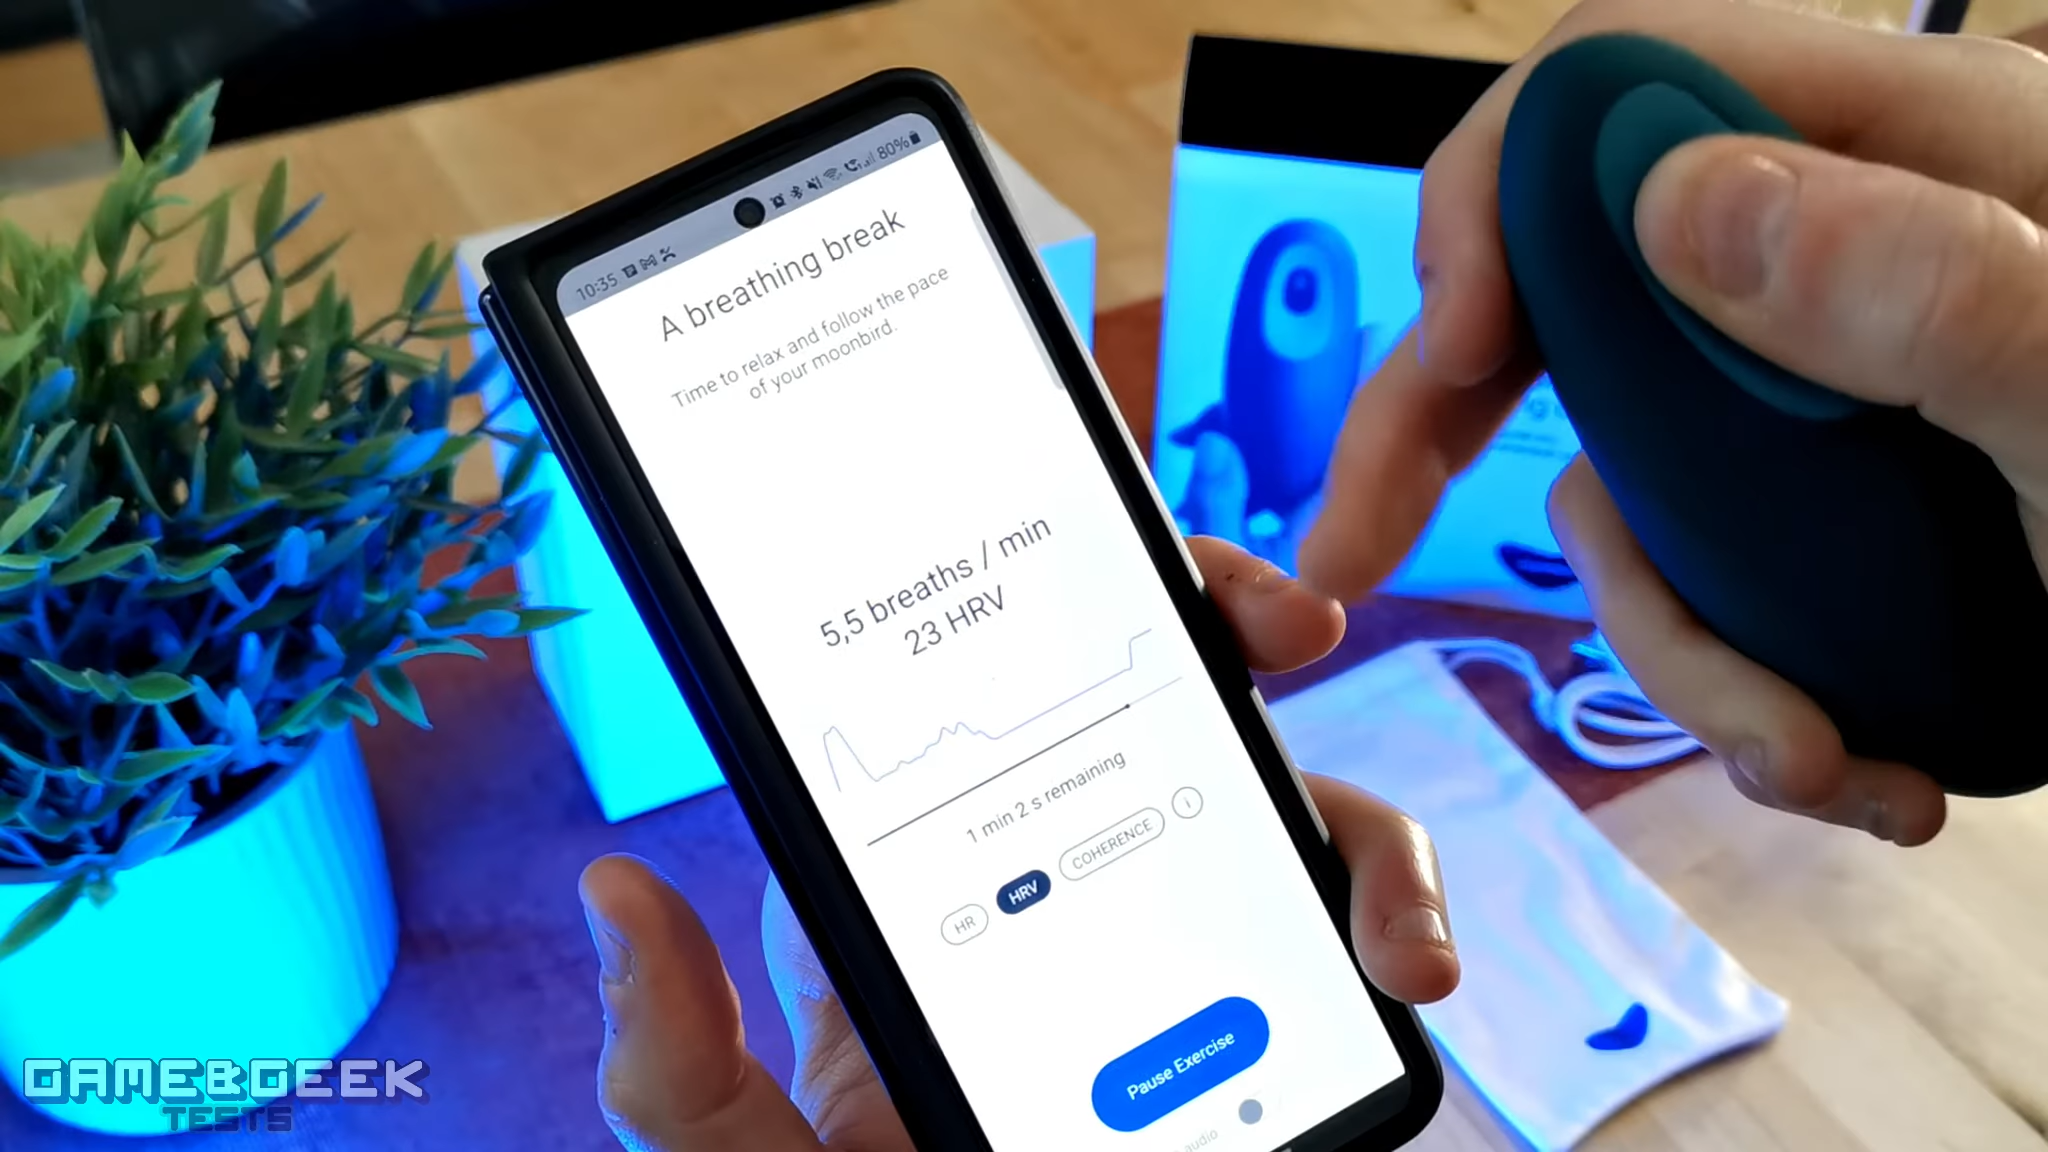 10:35
80%
A breathing break
Time to relax and follow the pace
of your moonbird.
5,5 breaths / min
23 HRV
1 min 2 s remaining
HR
HRV
COHERENCE
i
Pause Exercise
audio
GAME&GEEK
TESTS